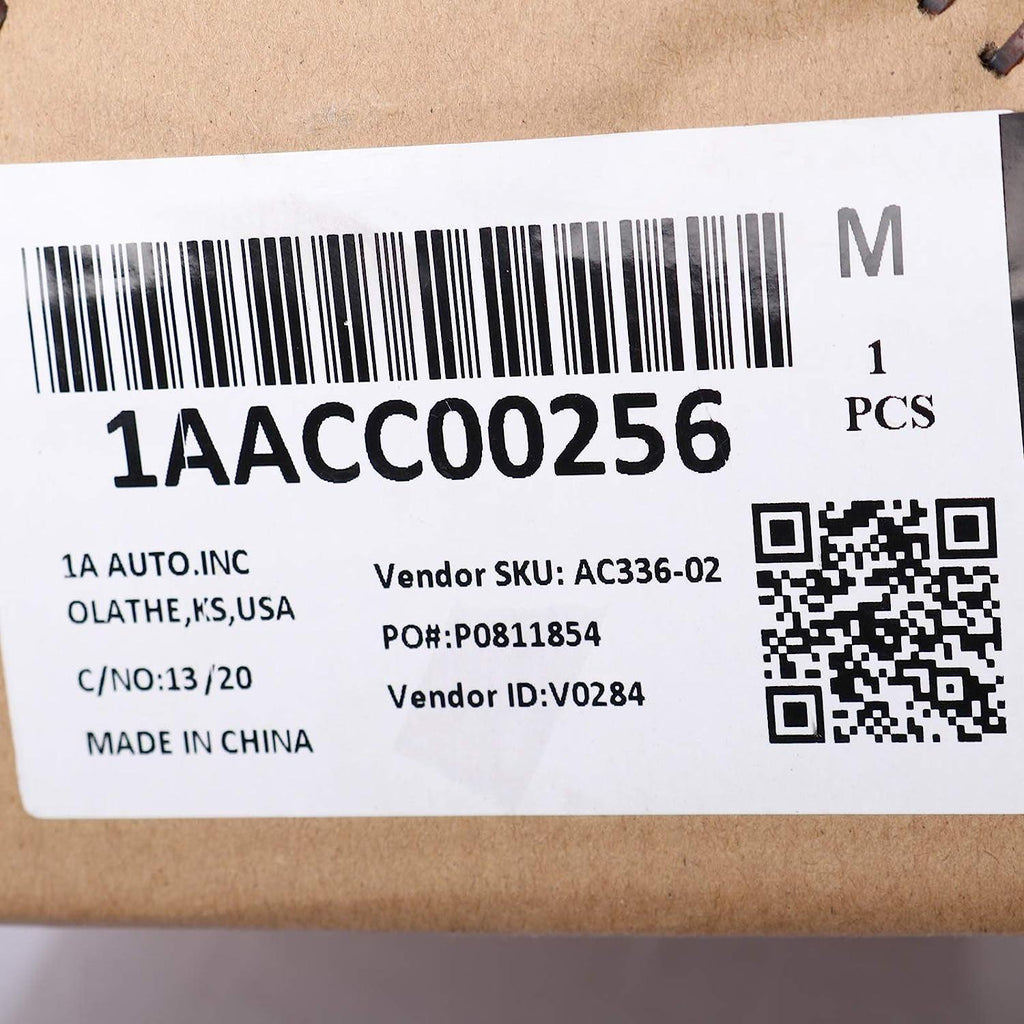 M
1AACC00256
1
PCS
1A AUTO.INC
OLATHE,KS,USA
C/NO:13/20
MADE IN CHINA
Vendor SKU: AC336-02
PO#:P0811854
Vendor ID:V0284